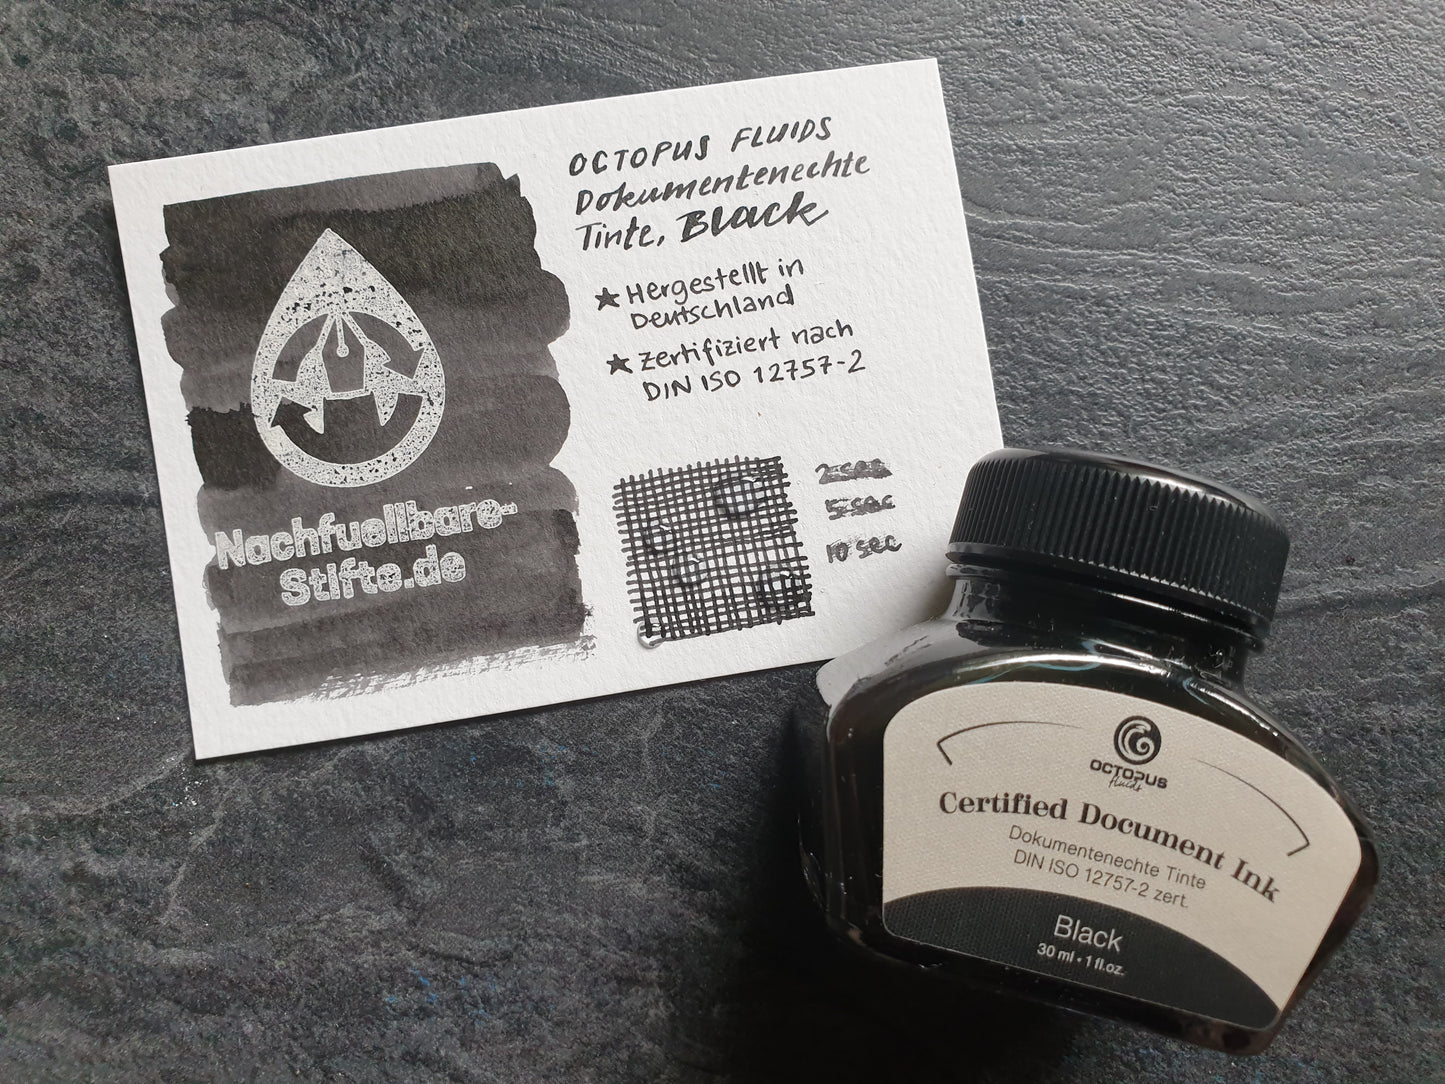 OCTOPUS FLUIDS
Dokumentenechte
Tinte, Black
★ Hergestellt in
Deutschland
★ Zertifiziert nach
DIN ISO 12757-2
2 sec
5 sec
10 sec
Nachfuellbare-
Stifte.de
OCTOPUS
fluids
Certified Document Ink
Dokumentenechte Tinte
DIN ISO 12757-2 zert.
Black
30 ml • 1 fl.oz.